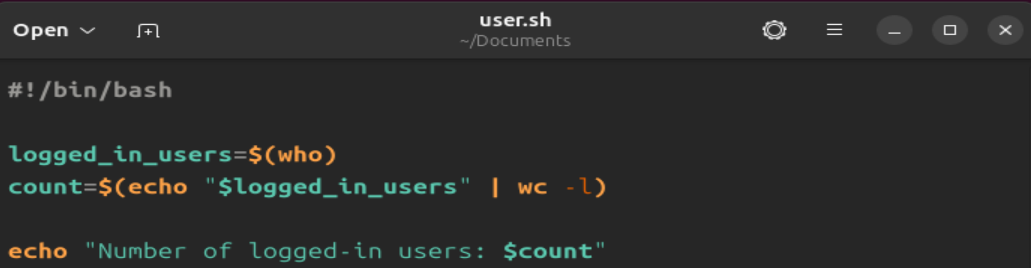 Open
user.sh
~/Documents
#!/bin/bash
logged_in_users=$(who)
count=$(echo "$logged_in_users" | wc -l)
echo "Number of logged-in users: $count"